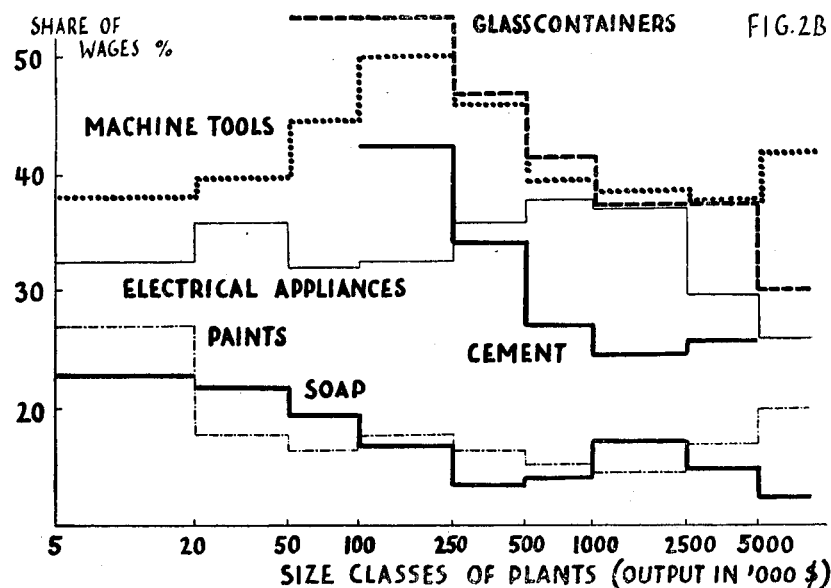 SHARE OF
WAGES %
GLASSCONTAINERS
FIG.2B
50
MACHINE TOOLS
40
30
ELECTRICAL APPLIANCES
PAINTS
CEMENT
SOAP
20
5 20 50 100 250 500 1000 2500 5000
SIZE CLASSES OF PLANTS (OUTPUT IN '000 $)